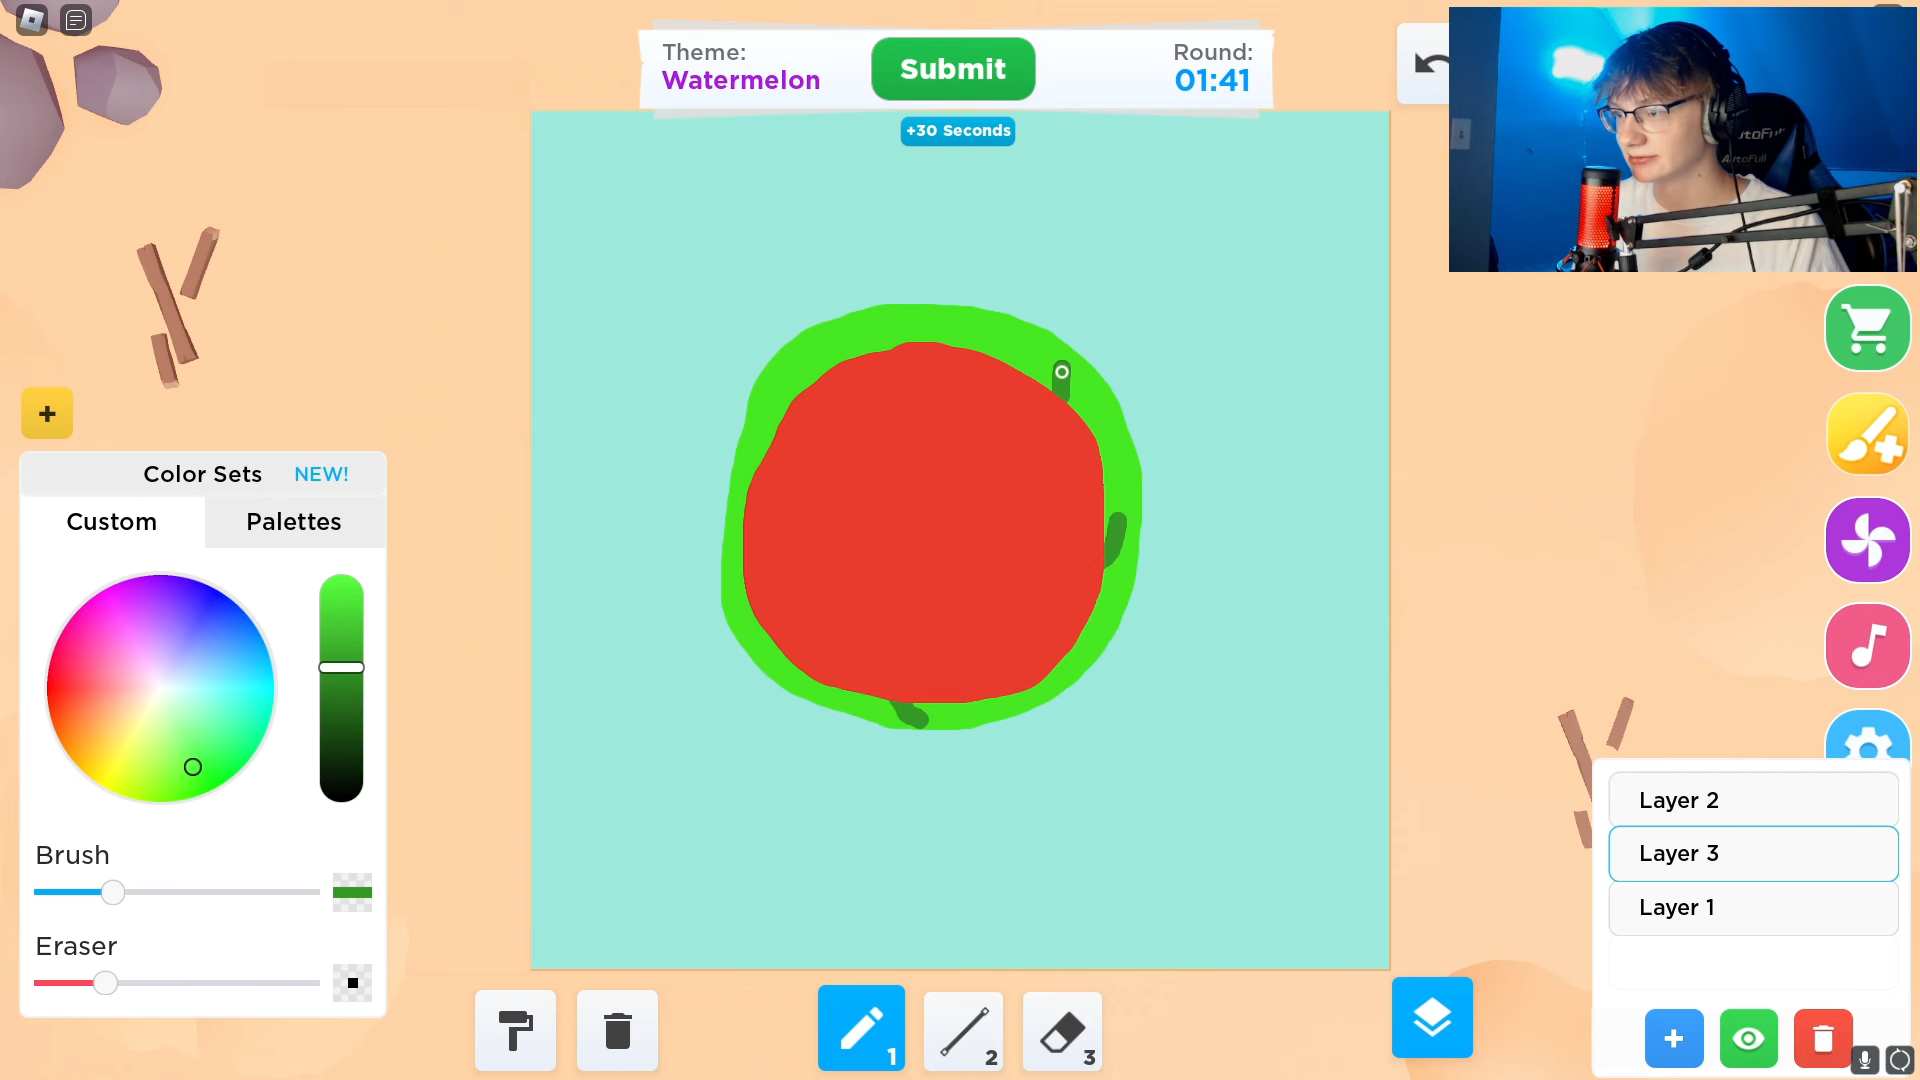 Theme:
Watermelon
Submit
Round:
01:41
+30 Seconds
AutoFull
+
Color Sets
NEW!
Custom
Palettes
Brush
Eraser
1
2
3
Layer 2
Layer 3
Layer 1
+